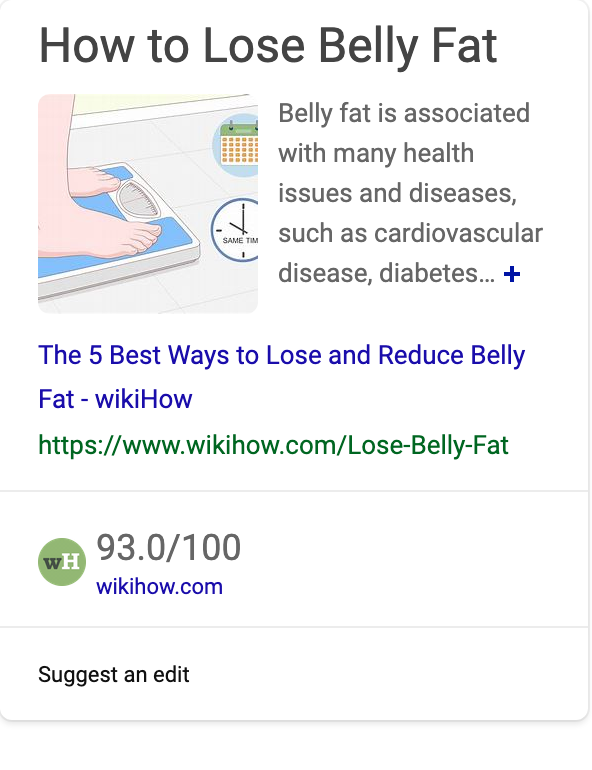 How to Lose Belly Fat
Belly fat is associated
with many health
issues and diseases,
such as cardiovascular
disease, diabetes... +
SAME TIM
The 5 Best Ways to Lose and Reduce Belly
Fat - wikiHow
https://www.wikihow.com/Lose-Belly-Fat
wH
93.0/100
wikihow.com
Suggest an edit